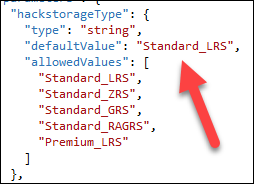 "hackstorageType": {
"type": "string",
"defaultValue": "Standard_LRS",
"allowedValues": [
"Standard_LRS",
"Standard_ZRS",
"Standard_GRS",
"Standard_RAGRS",
"Premium_LRS"
]
},